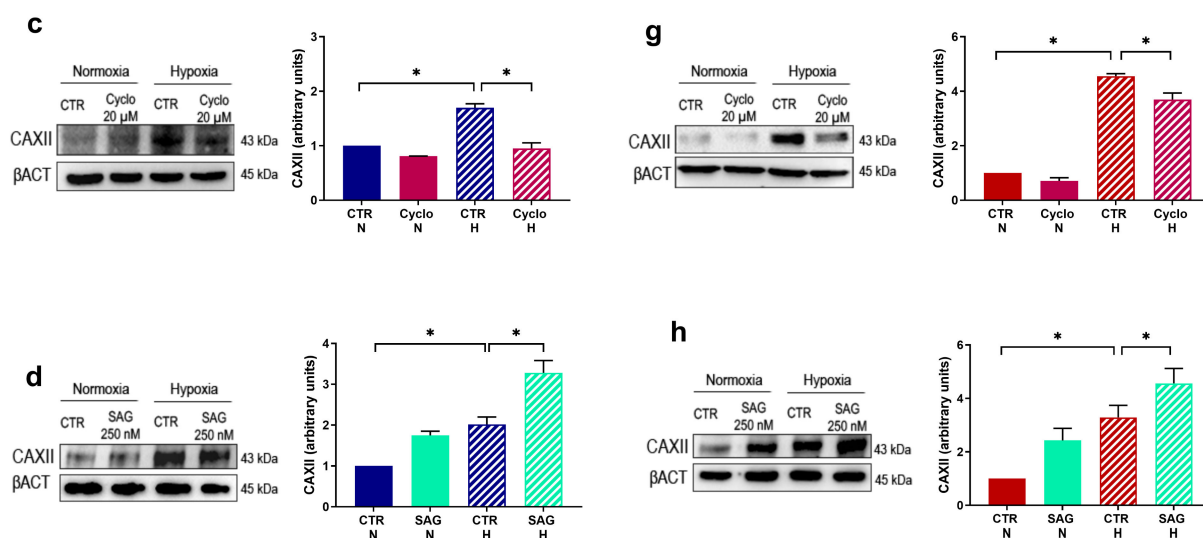 c
Normoxia Hypoxia
CTR Cyclo 20 µM CTR Cyclo 20 µM
CAXII 43 kDa
βACT 45 kDa
CAXII (arbitrary units)
3
2
1
0
* *
CTR N Cyclo N CTR H Cyclo H
g
Normoxia Hypoxia
CTR Cyclo 20 µM CTR Cyclo 20 µM
CAXII 43 kDa
βACT 45 kDa
CAXII (arbitrary units)
6
4
2
0
* *
CTR N Cyclo N CTR H Cyclo H
d
Normoxia Hypoxia
CTR SAG 250 nM CTR SAG 250 nM
CAXII 43 kDa
βACT 45 kDa
CAXII (arbitrary units)
4
3
2
1
0
* *
CTR N SAG N CTR H SAG H
h
Normoxia Hypoxia
CTR SAG 250 nM CTR SAG 250 nM
CAXII 43 kDa
βACT 45 kDa
CAXII (arbitrary units)
6
4
2
0
* *
CTR N SAG N CTR H SAG H